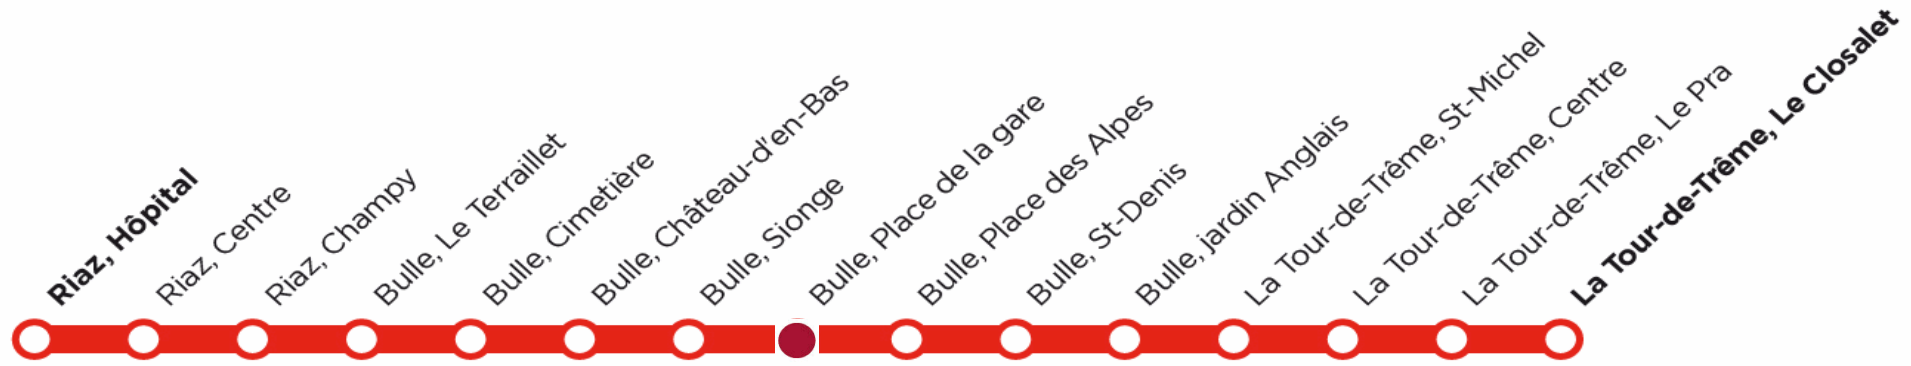 Riaz, Hôpital
Riaz, Centre
Riaz, Champy
Bulle, Le Terraillet
Bulle, Cimetière
Bulle, Château-d'en-Bas
Bulle, Sionge
Bulle, Place de la gare
Bulle, Place des Alpes
Bulle, St-Denis
Bulle, jardin Anglais
La Tour-de-Trême, St-Michel
La Tour-de-Trême, Centre
La Tour-de-Trême, Le Pra
La Tour-de-Trême, Le Closalet